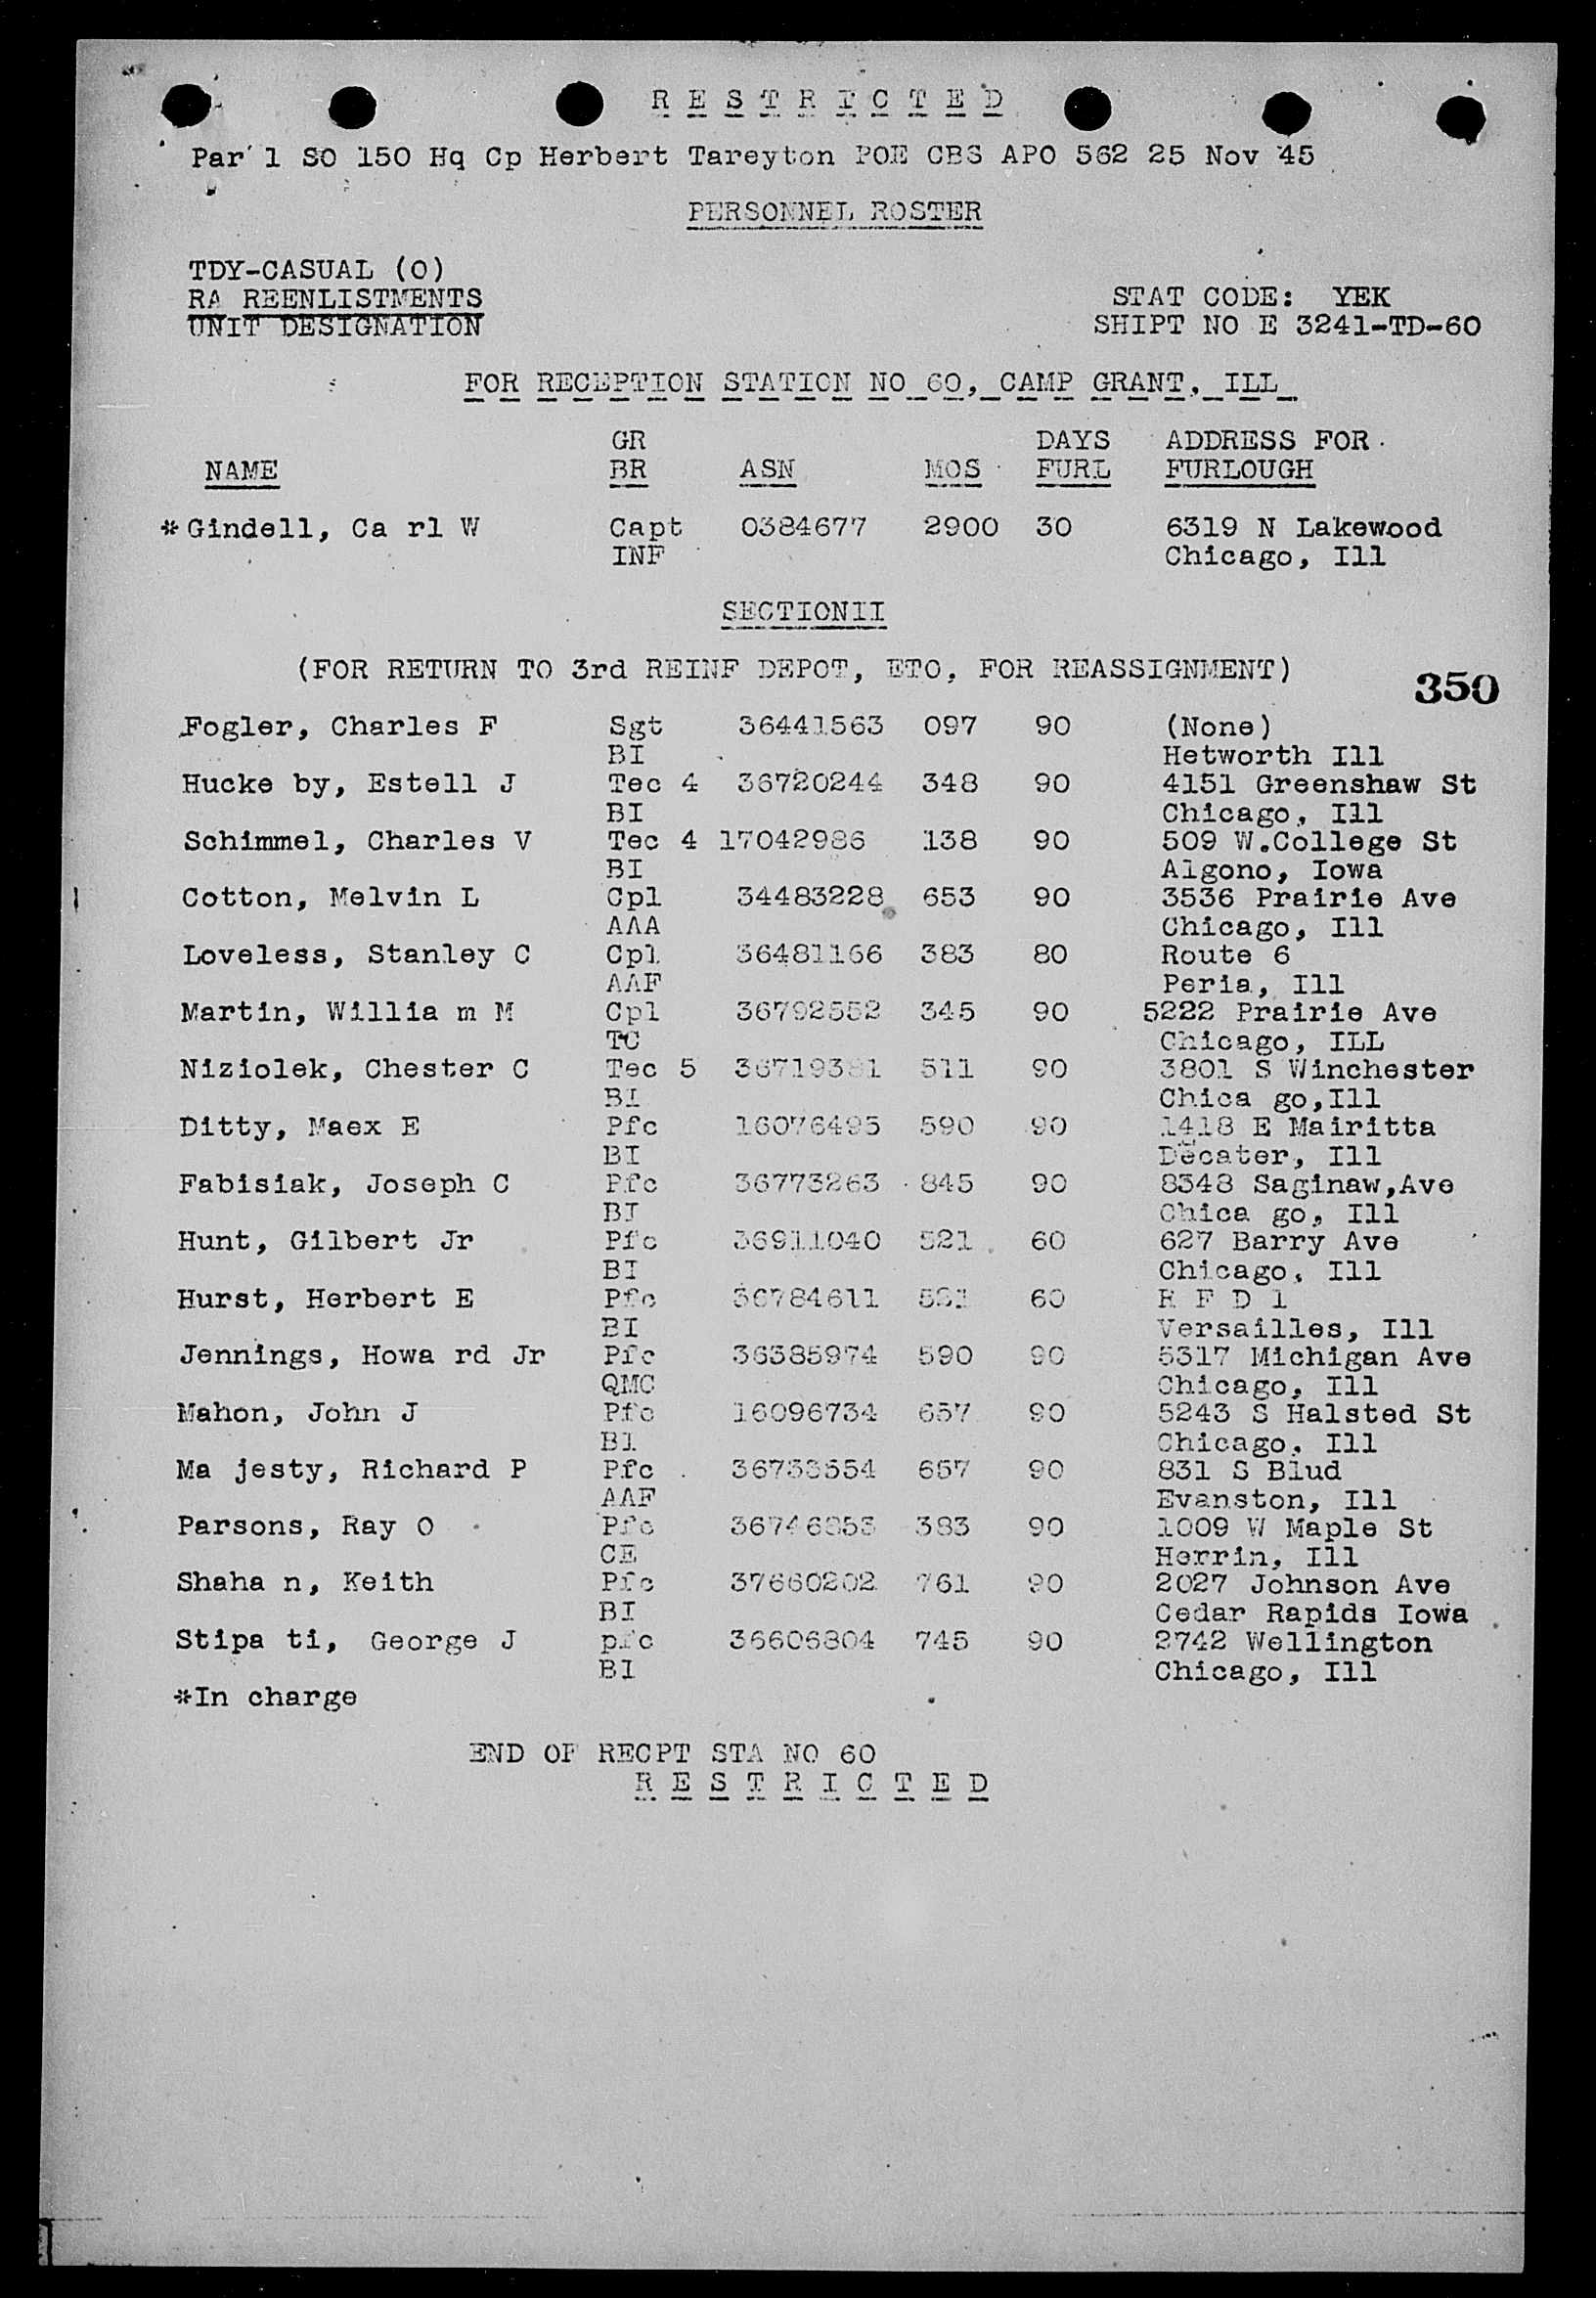 R E S T R I C T E D
Par 1 SO 150 Hq Cp Herbert Tareyton POE CBS APO 562 25 Nov 45
PERSONNEL ROSTER
TDY-CASUAL (O)
RA REENLISTMENTS
UNIT DESIGNATION
STAT CODE: YEK
SHIPT NO E 3241-TD-60
FOR RECEPTION STATION NO 60, CAMP GRANT, ILL
GR DAYS ADDRESS FOR
NAME BR ASN MOS FURL FURLOUGH
*Gindell, Ca rl W Capt 0384677 2900 30 6319 N Lakewood
INF Chicago, Ill
SECTIONII
(FOR RETURN TO 3rd REINF DEPOT, ETO, FOR REASSIGNMENT)
350
Fogler, Charles F Sgt 36441563 097 90 (None)
BI Hetworth Ill
Hucke by, Estell J Tec 4 36720244 348 90 4151 Greenshaw St
BI Chicago, Ill
Schimmel, Charles V Tec 4 17042986 138 90 509 W.College St
BI Algono, Iowa
Cotton, Melvin L Cpl 34483228 653 90 3536 Prairie Ave
AAA Chicago, Ill
Loveless, Stanley C Cpl 36481166 383 80 Route 6
AAF Peria, Ill
Martin, Willia m M Cpl 36792552 345 90 5222 Prairie Ave
TC Chicago, ILL
Niziolek, Chester C Tec 5 511 90 3801 S Winchester
BI Chica go,Ill
Ditty, Maex E Pfc 16076495 590 90 1418 E Mairitta
BI Decater, Ill
Fabisiak, Joseph C Pfc 36773263 845 90 8348 Saginaw,Ave
BI Chica go, Ill
Hunt, Gilbert Jr Pfc 36911040 521 60 627 Barry Ave
BI Chicago, Ill
Hurst, Herbert E Pfc 36784611 60 R F D 1
BI Versailles, Ill
Jennings, Howa rd Jr Pfc 36385974 590 90 5317 Michigan Ave
QMC Chicago, Ill
Mahon, John J Pfc 16096734 657 90 5243 S Halsted St
BI Chicago, Ill
Ma jesty, Richard P Pfc 657 90 831 S Blud
AAF Evanston, Ill
Parsons, Ray O Pfc 383 90 1009 W Maple St
CE Herrin, Ill
Shaha n, Keith Pfc 37660202 761 90 2027 Johnson Ave
BI Cedar Rapids Iowa
Stipa ti, George J pfc 36606804 745 90 2742 Wellington
BI Chicago, Ill
*In charge
END OF RECPT STA NO 60
R E S T R I C T E D